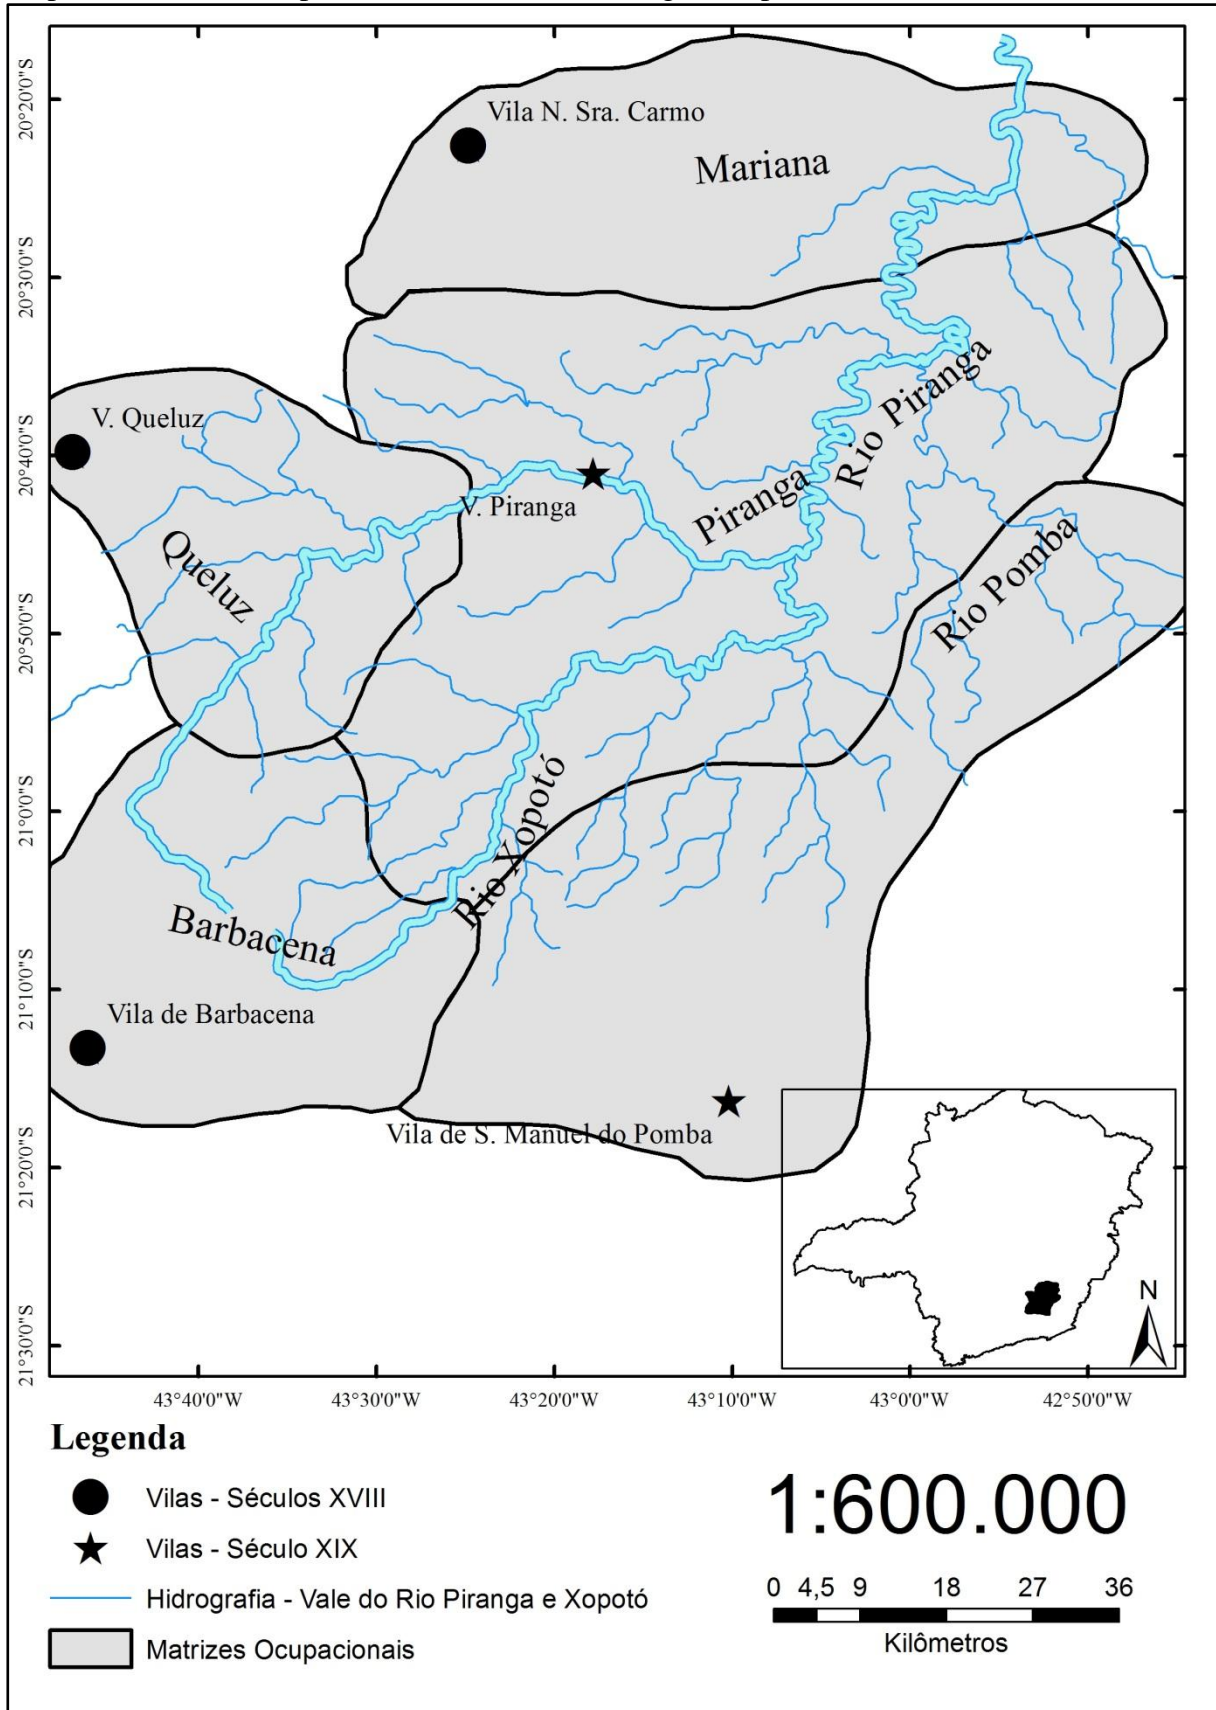 Vila N. Sra. Carmo
Mariana
V. Queluz
Rio Piranga
Piranga
V. Piranga
Queluz
Rio Pomba
Rio Xopotó
Barbacena
Vila de Barbacena
Vila de S. Manuel do Pomba
N
20°20'0"S
20°30'0"S
20°40'0"S
20°50'0"S
21°0'0"S
21°10'0"S
21°20'0"S
21°30'0"S
43°40'0"W
43°30'0"W
43°20'0"W
43°10'0"W
43°0'0"W
42°50'0"W
Legenda
Vilas - Séculos XVIII
Vilas - Século XIX
Hidrografia - Vale do Rio Piranga e Xopotó
Matrizes Ocupacionais
1:600.000
0 4,5 9 18 27 36
Kilômetros